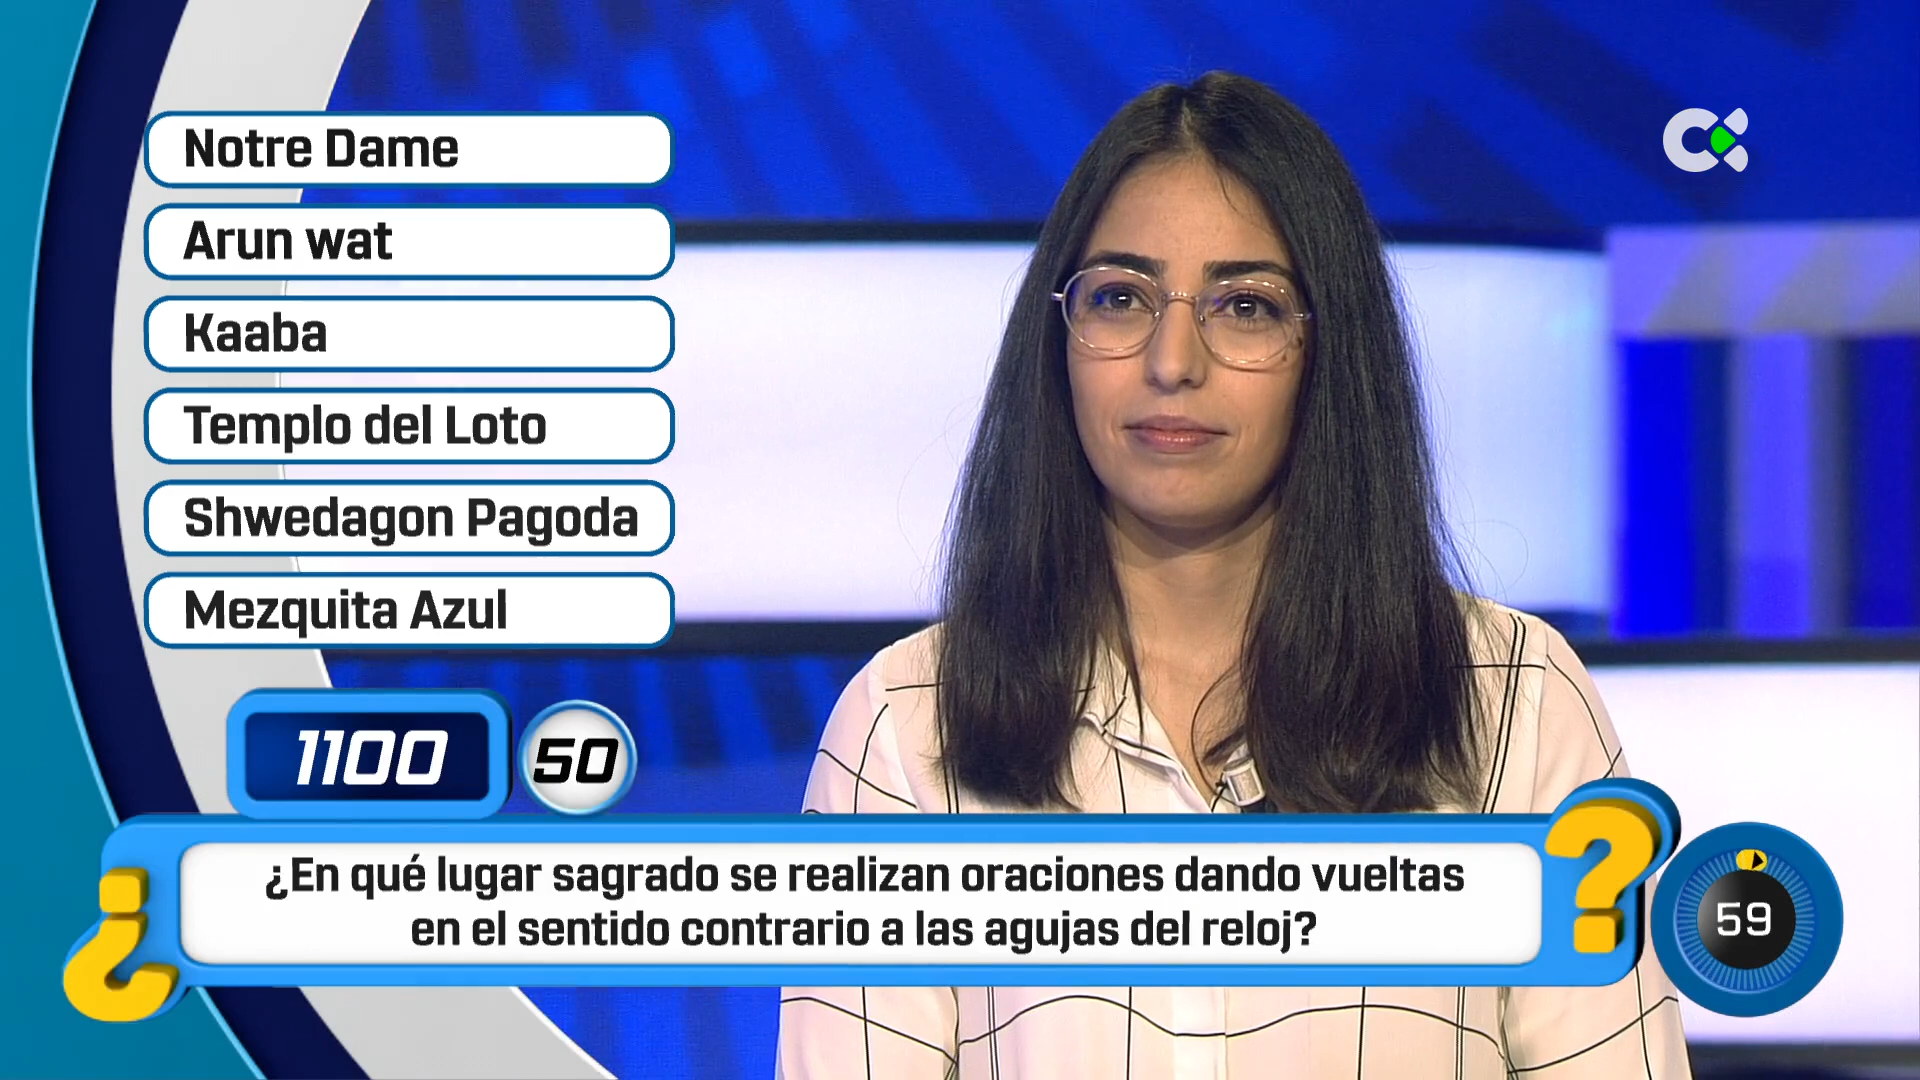 Notre Dame
Arun wat
Kaaba
Templo del Loto
Shwedagon Pagoda
Mezquita Azul
1100
50
¿En qué lugar sagrado se realizan oraciones dando vueltas
en el sentido contrario a las agujas del reloj?
59